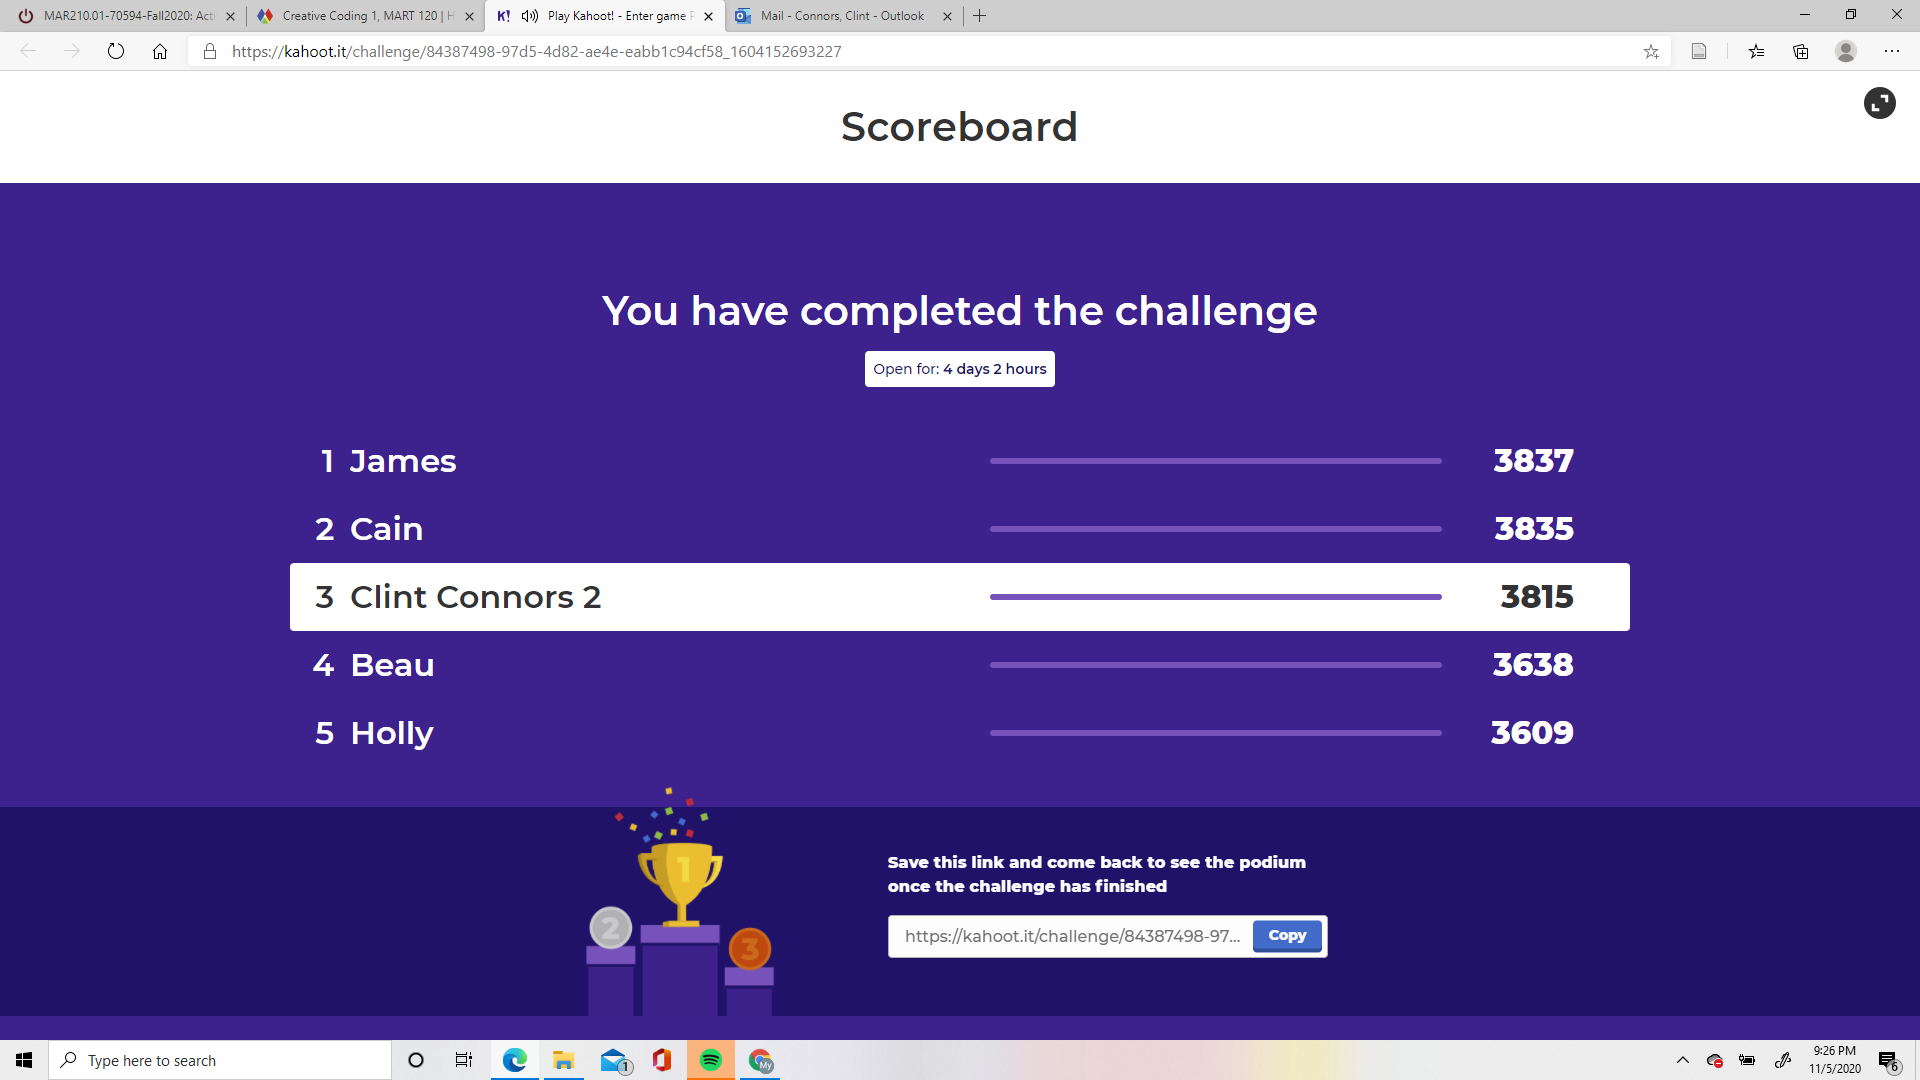 MAR210.01-70594-Fall2020: Acti
Creative Coding 1, MART 120 | H
K! Play Kahoot! - Enter game P
Mail - Connors, Clint - Outlook
https://kahoot.it/challenge/84387498-97d5-4d82-ae4e-eabb1c94cf58_1604152693227
Scoreboard
You have completed the challenge
Open for: 4 days 2 hours
1 James 3837
2 Cain 3835
3 Clint Connors 2 3815
4 Beau 3638
5 Holly 3609
1
2
3
Save this link and come back to see the podium
once the challenge has finished
https://kahoot.it/challenge/84387498-97... Copy
Type here to search
1
My
9:26 PM
11/5/2020
6